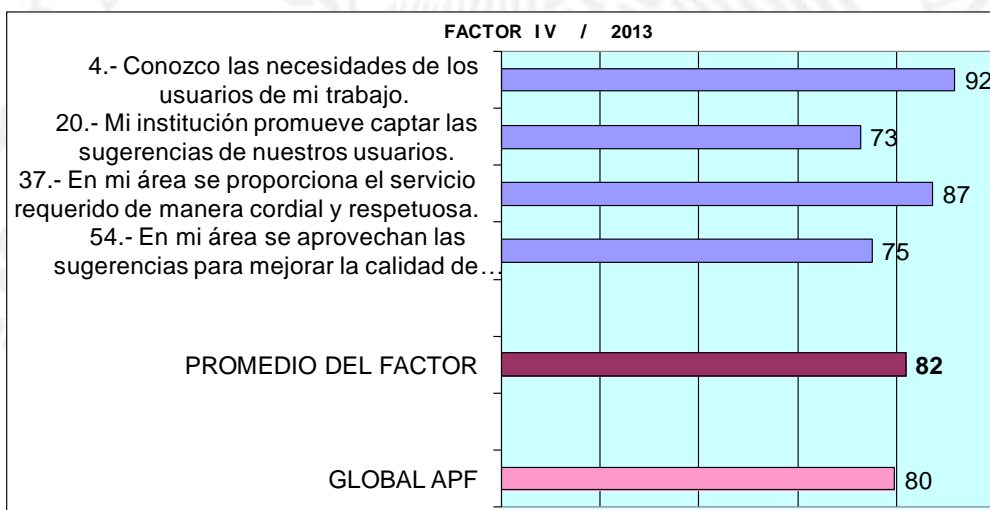 FACTOR IV / 2013
4.- Conozco las necesidades de los
usuarios de mi trabajo.
92
20.- Mi institución promueve captar las
sugerencias de nuestros usuarios.
73
37.- En mi área se proporciona el servicio
requerido de manera cordial y respetuosa.
87
54.- En mi área se aprovechan las
sugerencias para mejorar la calidad de…
75
PROMEDIO DEL FACTOR
82
GLOBAL APF
80